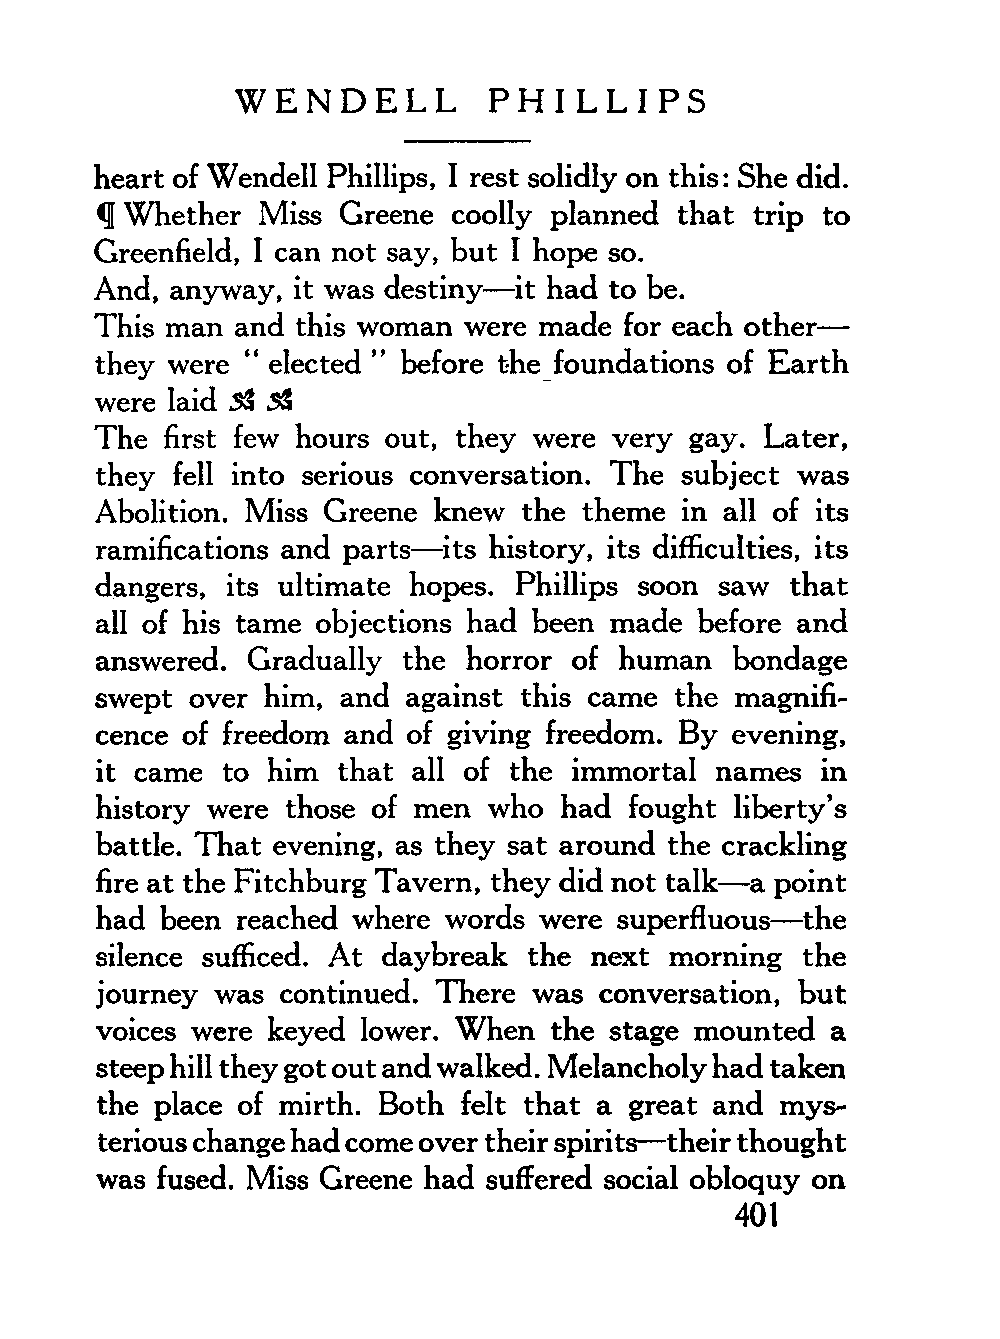 WENDELL PHILLIPS
heart of Wendell Phillips, I rest solidly on this: She did.
¶ Whether Miss Greene coolly planned that trip to
Greenfield, I can not say, but I hope so.
And, anyway, it was destiny—it had to be.
This man and this woman were made for each other—
they were “ elected ” before the foundations of Earth
were laid
The first few hours out, they were very gay. Later,
they fell into serious conversation. The subject was
Abolition. Miss Greene knew the theme in all of its
ramifications and parts—its history, its difficulties, its
dangers, its ultimate hopes. Phillips soon saw that
all of his tame objections had been made before and
answered. Gradually the horror of human bondage
swept over him, and against this came the magnifi-
cence of freedom and of giving freedom. By evening,
it came to him that all of the immortal names in
history were those of men who had fought liberty's
battle. That evening, as they sat around the crackling
fire at the Fitchburg Tavern, they did not talk—a point
had been reached where words were superfluous—the
silence sufficed. At daybreak the next morning the
journey was continued. There was conversation, but
voices were keyed lower. When the stage mounted a
steep hill they got out and walked. Melancholy had taken
the place of mirth. Both felt that a great and mys-
terious change had come over their spirits—their thought
was fused. Miss Greene had suffered social obloquy on
401